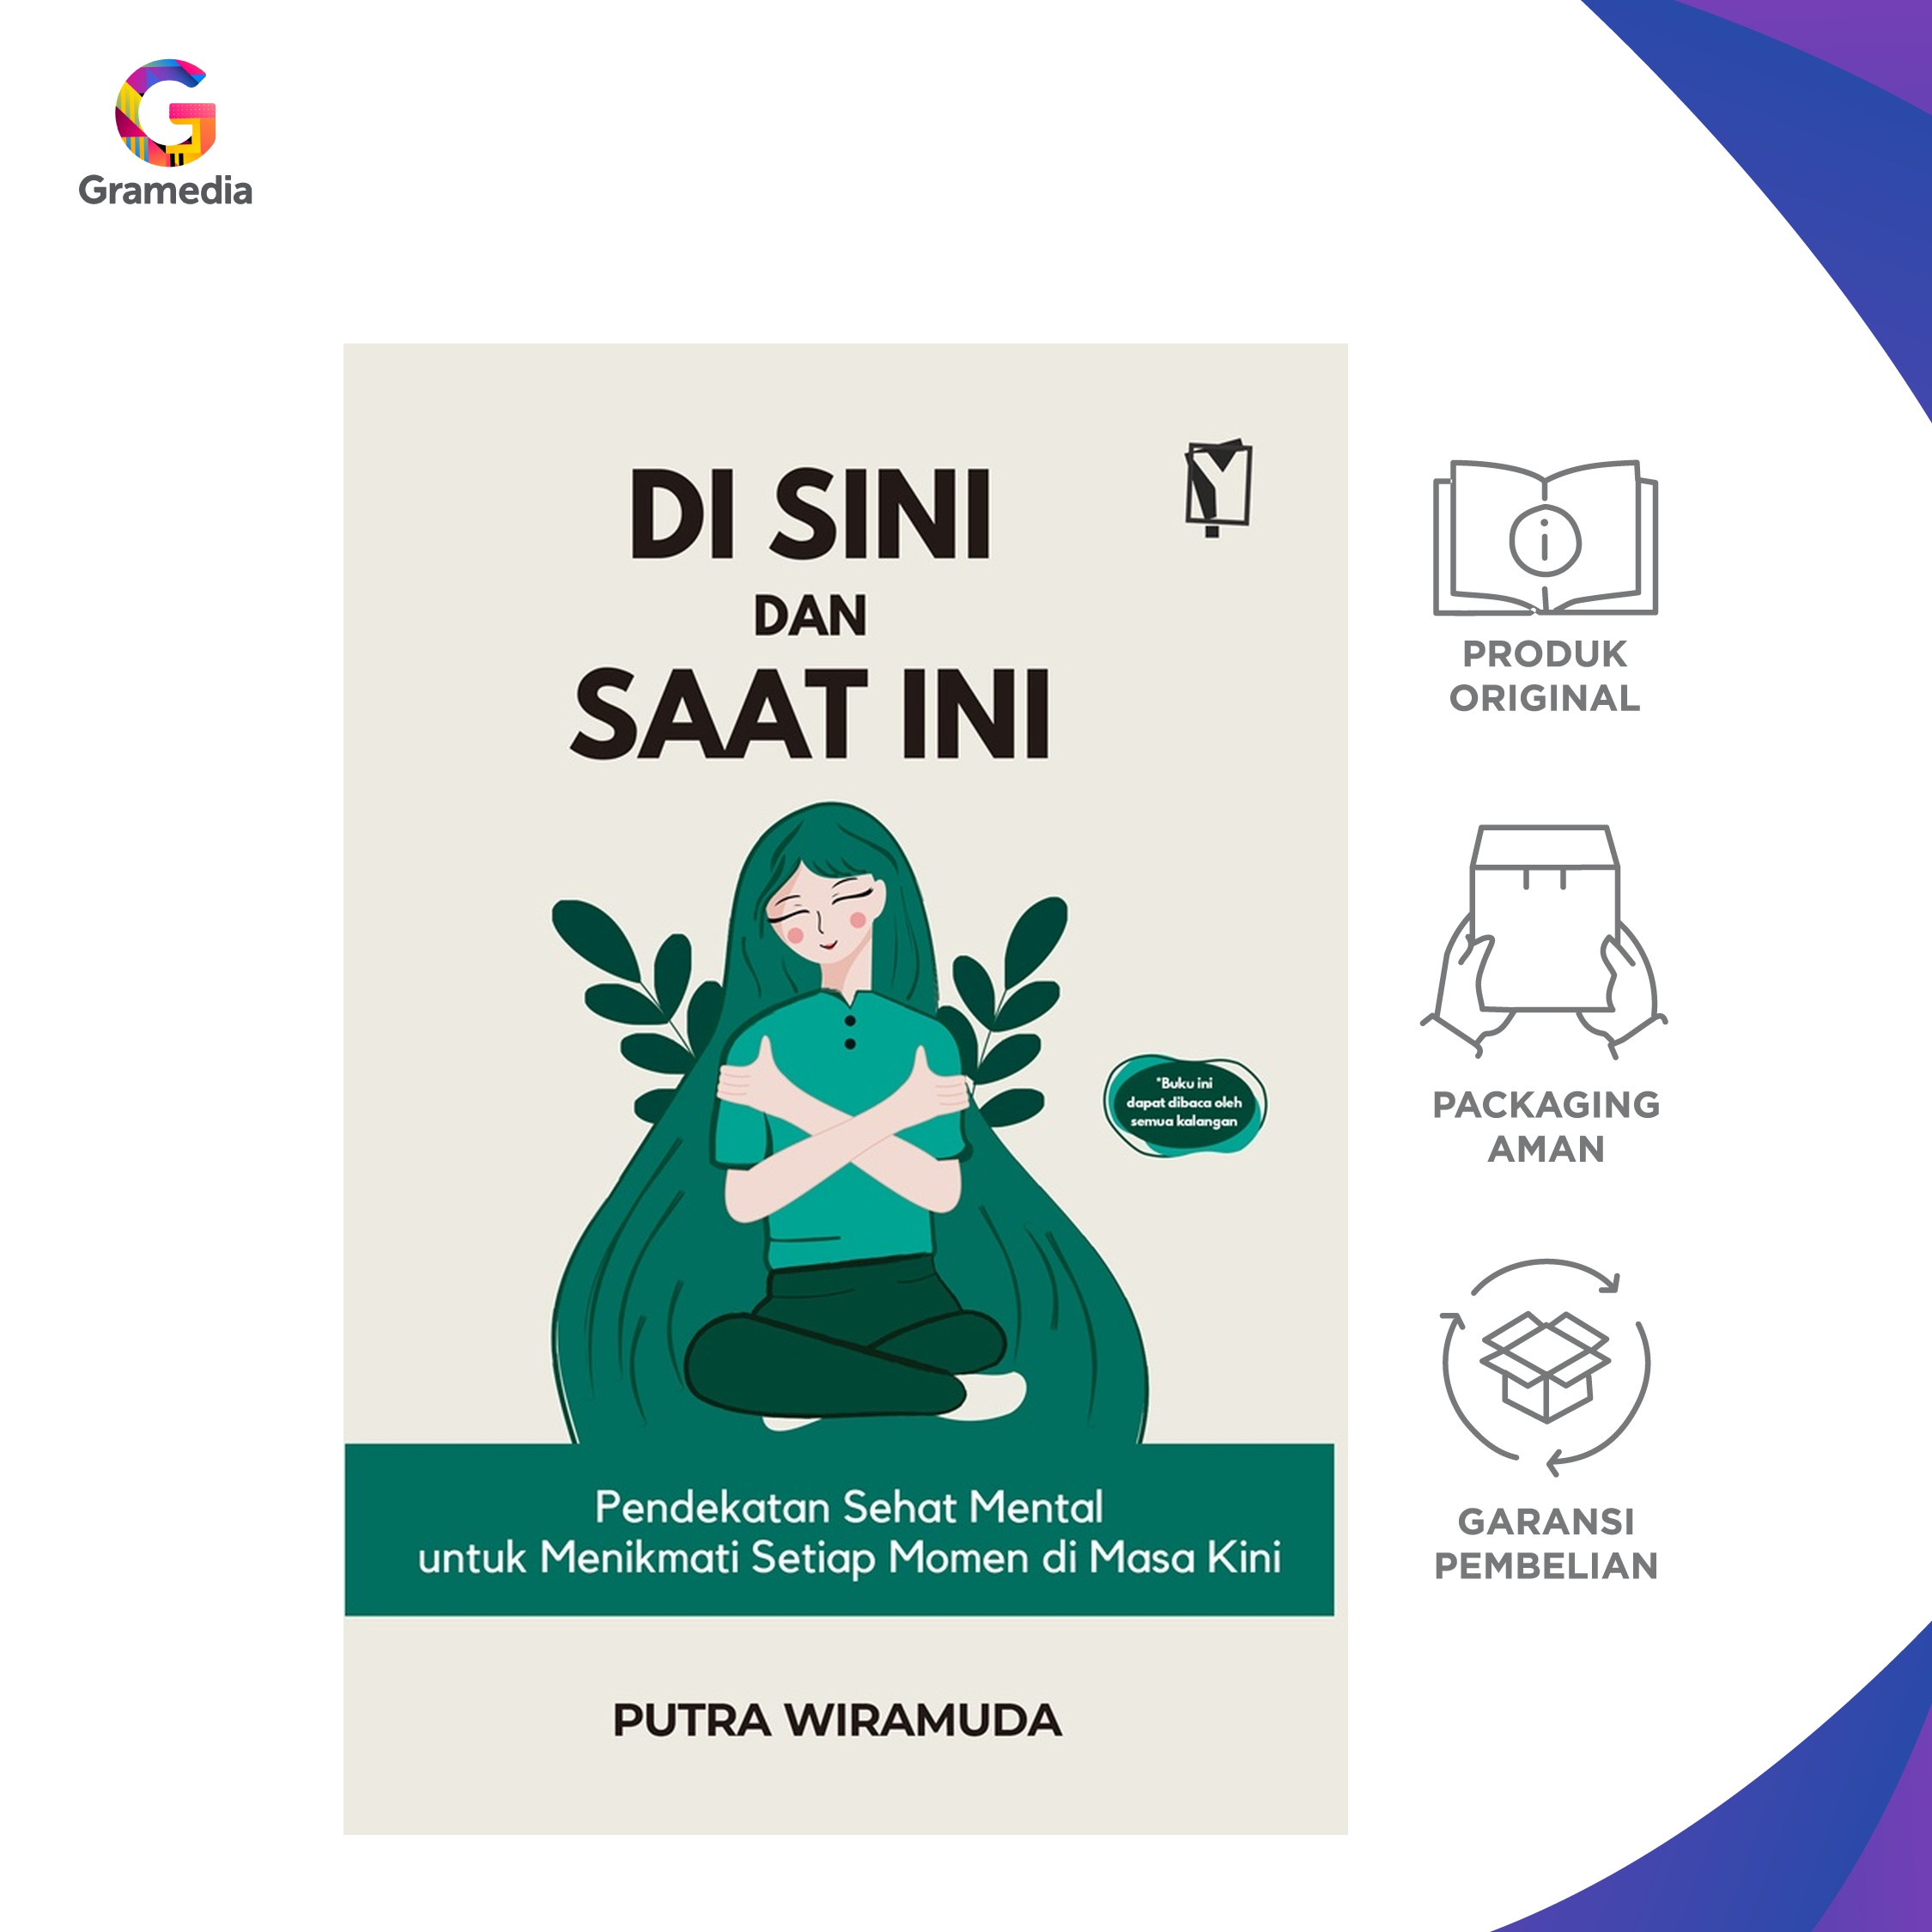 Gramedia
DI SINI
DAN
SAAT INI
*Buku ini
dapat dibaca oleh
semua kalangan
Pendekatan Sehat Mental
untuk Menikmati Setiap Momen di Masa Kini
PUTRA WIRAMUDA
PRODUK
ORIGINAL
PACKAGING
AMAN
GARANSI
PEMBELIAN